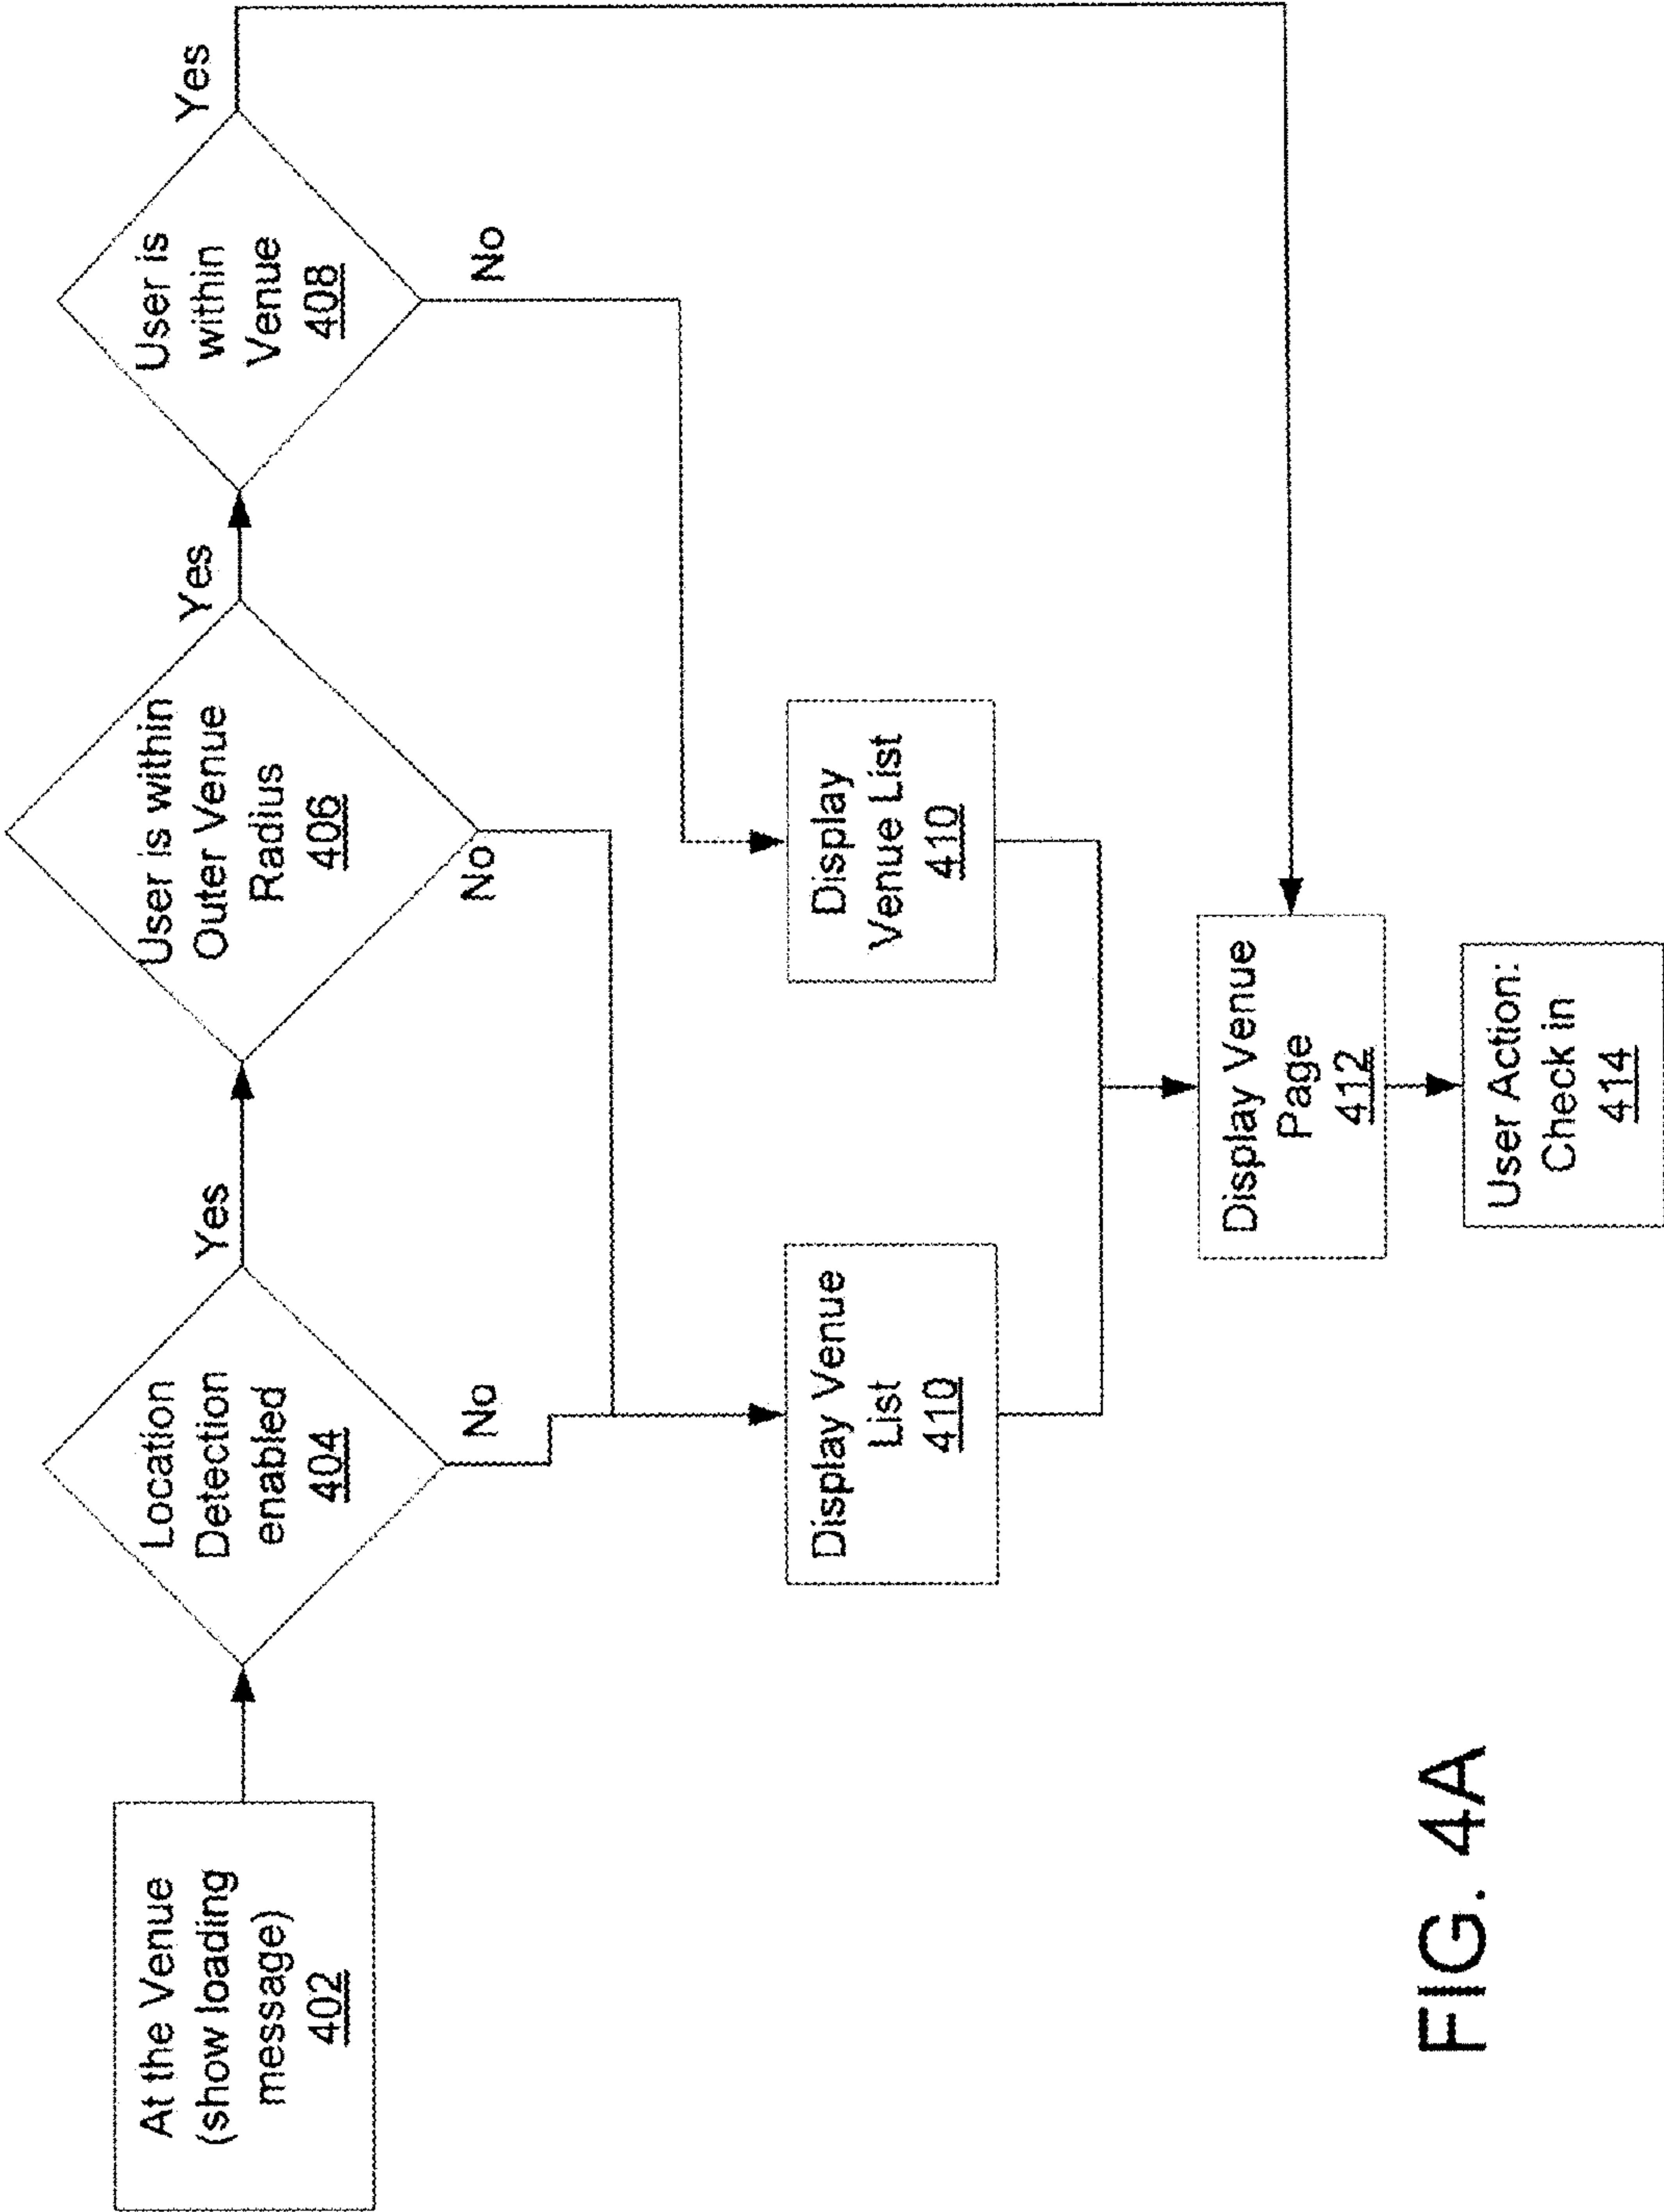 At the Venue
(show loading
message)
402
Location
Detection
enabled
404
Yes
No
User is within
Outer Venue
Radius
406
Yes
No
User is
within
Venue
408
Yes
No
Display Venue
List
410
Display
Venue List
410
Display Venue
Page
412
User Action:
Check in
414
FIG. 4A